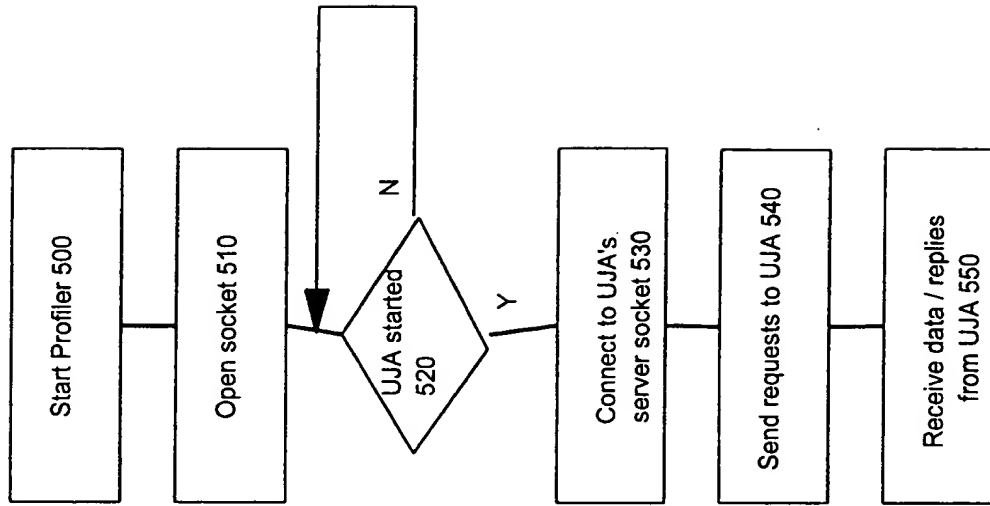 Start Profiler 500
Open socket 510
UJA started
520
N
Y
Connect to UJA's
server socket 530
Send requests to UJA 540
Receive data / replies
from UJA 550